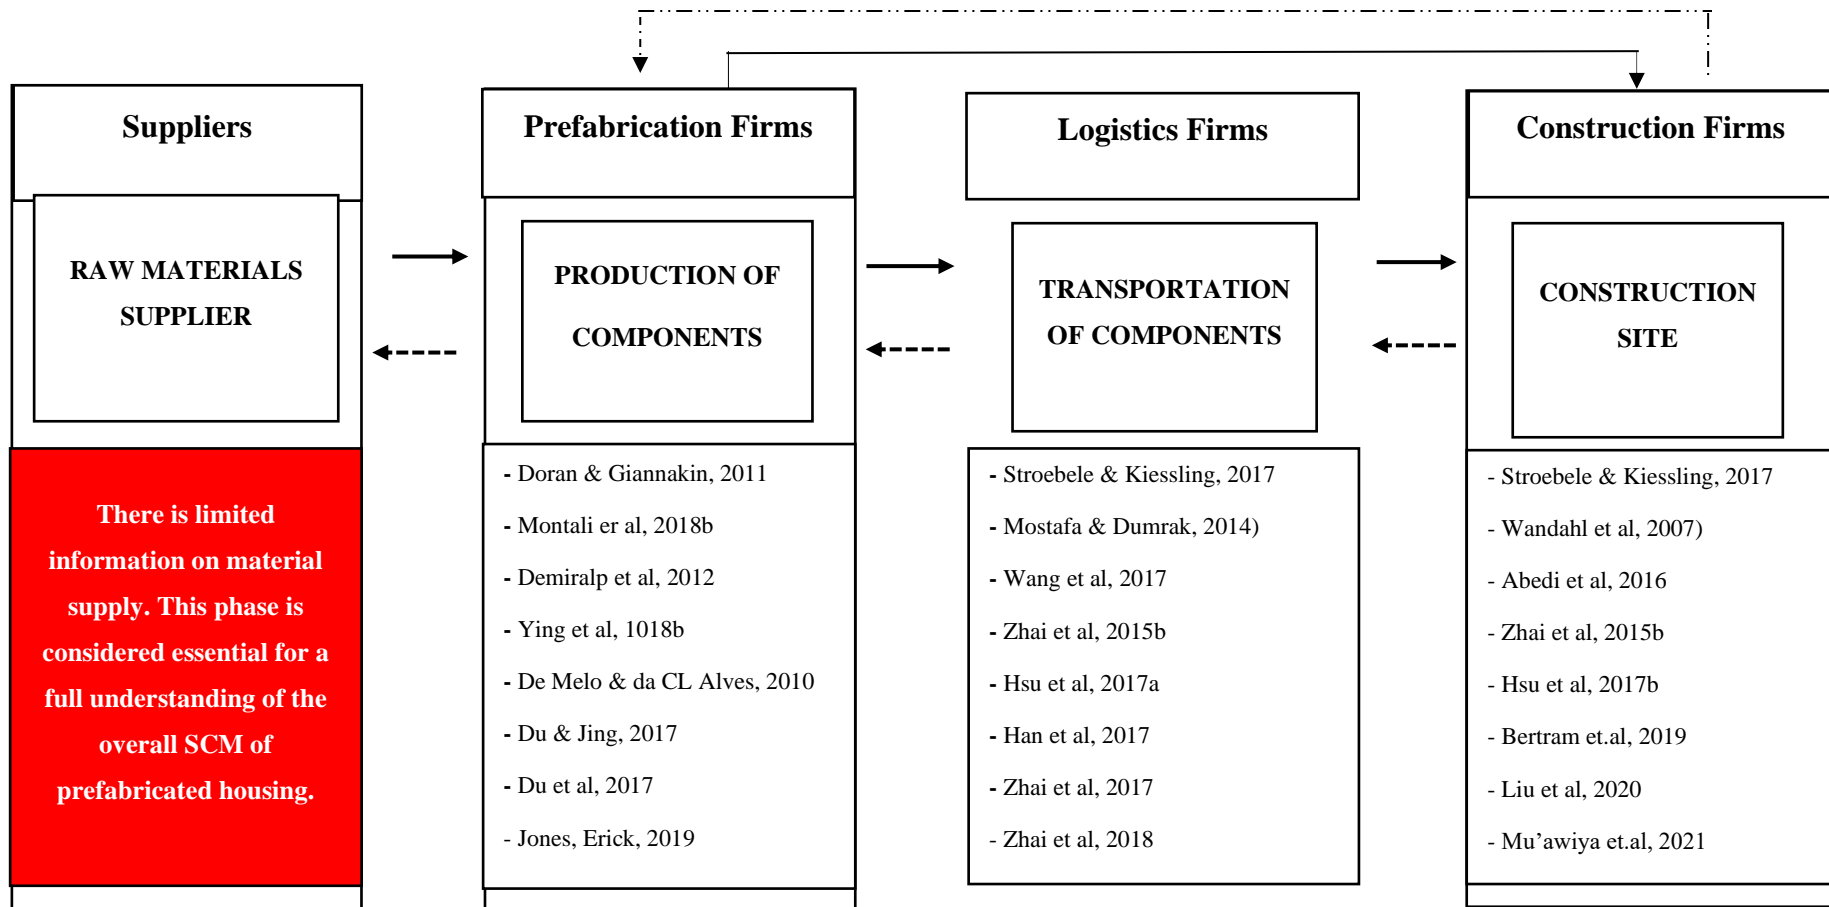 Suppliers
RAW MATERIALS
SUPPLIER
There is limited
information on material
supply. This phase is
considered essential for a
full understanding of the
overall SCM of
prefabricated housing.
Prefabrication Firms
PRODUCTION OF
COMPONENTS
- Doran & Giannakin, 2011
- Montali er al, 2018b
- Demiralp et al, 2012
- Ying et al, 1018b
- De Melo & da CL Alves, 2010
- Du & Jing, 2017
- Du et al, 2017
- Jones, Erick, 2019
Logistics Firms
TRANSPORTATION
OF COMPONENTS
- Stroebele & Kiessling, 2017
- Mostafa & Dumrak, 2014)
- Wang et al, 2017
- Zhai et al, 2015b
- Hsu et al, 2017a
- Han et al, 2017
- Zhai et al, 2017
- Zhai et al, 2018
Construction Firms
CONSTRUCTION
SITE
- Stroebele & Kiessling, 2017
- Wandahl et al, 2007)
- Abedi et al, 2016
- Zhai et al, 2015b
- Hsu et al, 2017b
- Bertram et.al, 2019
- Liu et al, 2020
- Mu’awiya et.al, 2021